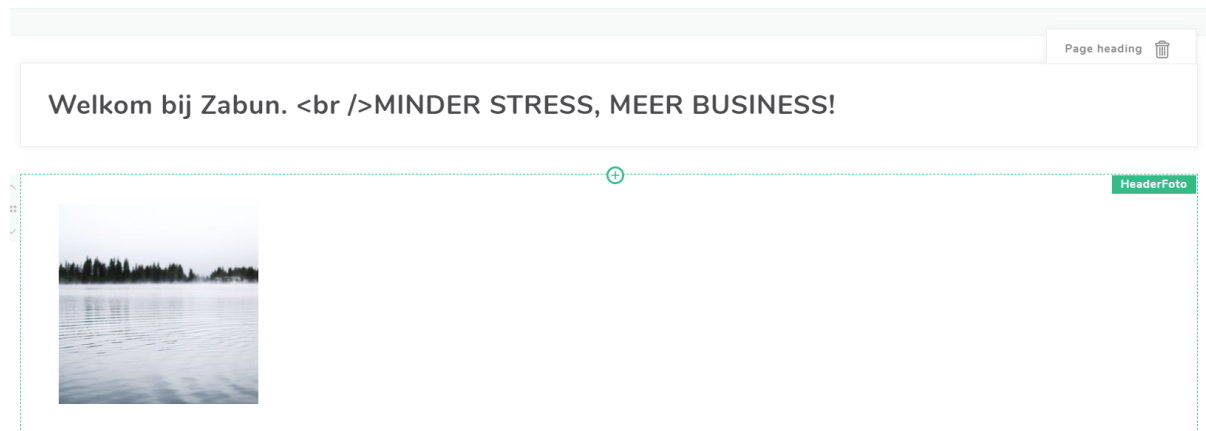 Page heading
Welkom bij Zabun. <br />MINDER STRESS, MEER BUSINESS!
HeaderFoto